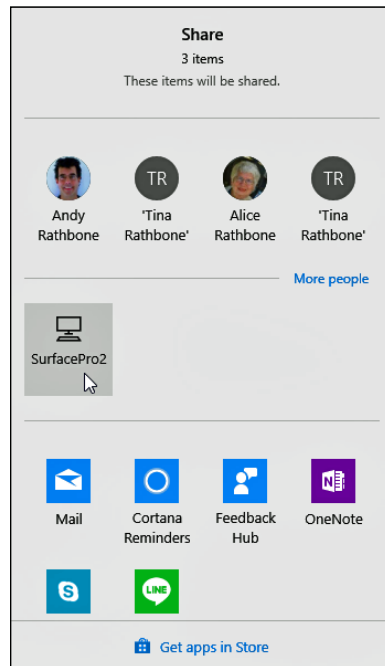 Share
3 items
These items will be shared.
TR TR
Andy 'Tina Alice 'Tina
Rathbone Rathbone' Rathbone Rathbone'
More people
SurfacePro2
Mail Cortana Feedback OneNote
Reminders Hub
N
S LINE
Get apps in Store